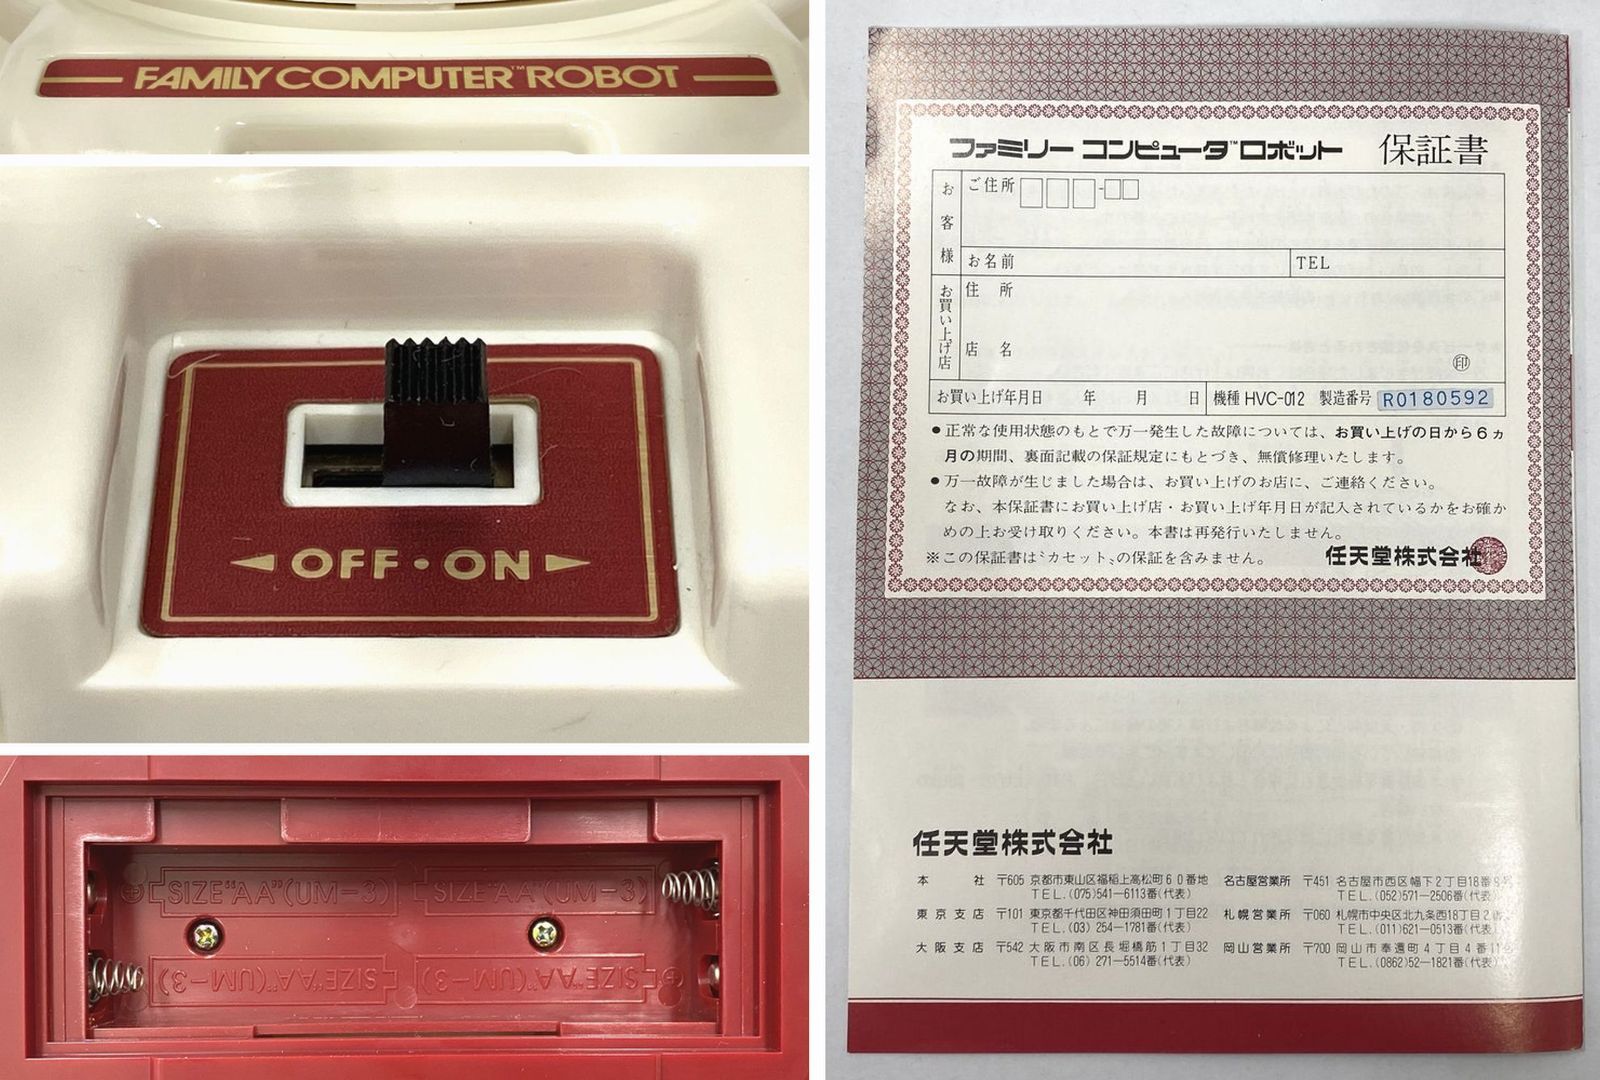 FAMILY COMPUTER™ ROBOT
OFF・ON
SIZE"AA"(UM-3) SIZE"AA"(UM-3)
SIZE"AA"(UM-3) SIZE"AA"(UM-3)
ファミリー コンピュータ™ロボット 保証書
お客様
ご住所
お名前
TEL
お買い上げ店
住所
店名
印
お買い上げ年月日 年 月 日 機種 HVC-012 製造番号 R0180592
●正常な使用状態のもとで万一発生した故障については、お買い上げの日から6ヵ
月の期間、裏面記載の保証規定にもとづき、無償修理いたします。
●万一故障が生じました場合は、お買い上げのお店に、ご連絡ください。
なお、本保証書にお買い上げ店・お買い上げ年月日が記入されているかをお確か
めの上お受け取りください。本書は再発行いたしません。
※この保証書は〝カセット〟の保証を含みません。
任天堂株式会社
任天堂株式会社
本社 〒605 京都市東山区福稲上高松町60番地
TEL.(075)541-6113番(代表)
東京支店 〒101 東京都千代田区神田須田町1丁目22
TEL.(03)254-1781番(代表)
大阪支店 〒542 大阪市南区長堀橋筋1丁目32
TEL.(06)271-5514番(代表)
名古屋営業所 〒451 名古屋市西区幅下2丁目18番9号
TEL.(052)571-2506番(代表)
札幌営業所 〒060 札幌市中央区北九条西18丁目2
TEL.(011)621-0513番(代表)
岡山営業所 〒700 岡山市奉還町4丁目4番11号
TEL.(0862)52-1821番(代表)